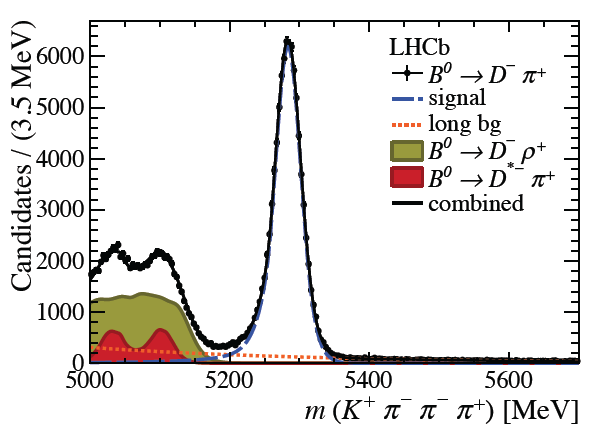 Candidates / (3.5 MeV)
6000
5000
4000
3000
2000
1000
0
LHCb
B⁰ → D⁻ π⁺
signal
long bg
B⁰ → D⁻ ρ⁺
B⁰ → D*⁻ π⁺
combined
5000 5200 5400 5600
m (K⁺ π⁻ π⁻ π⁺) [MeV]